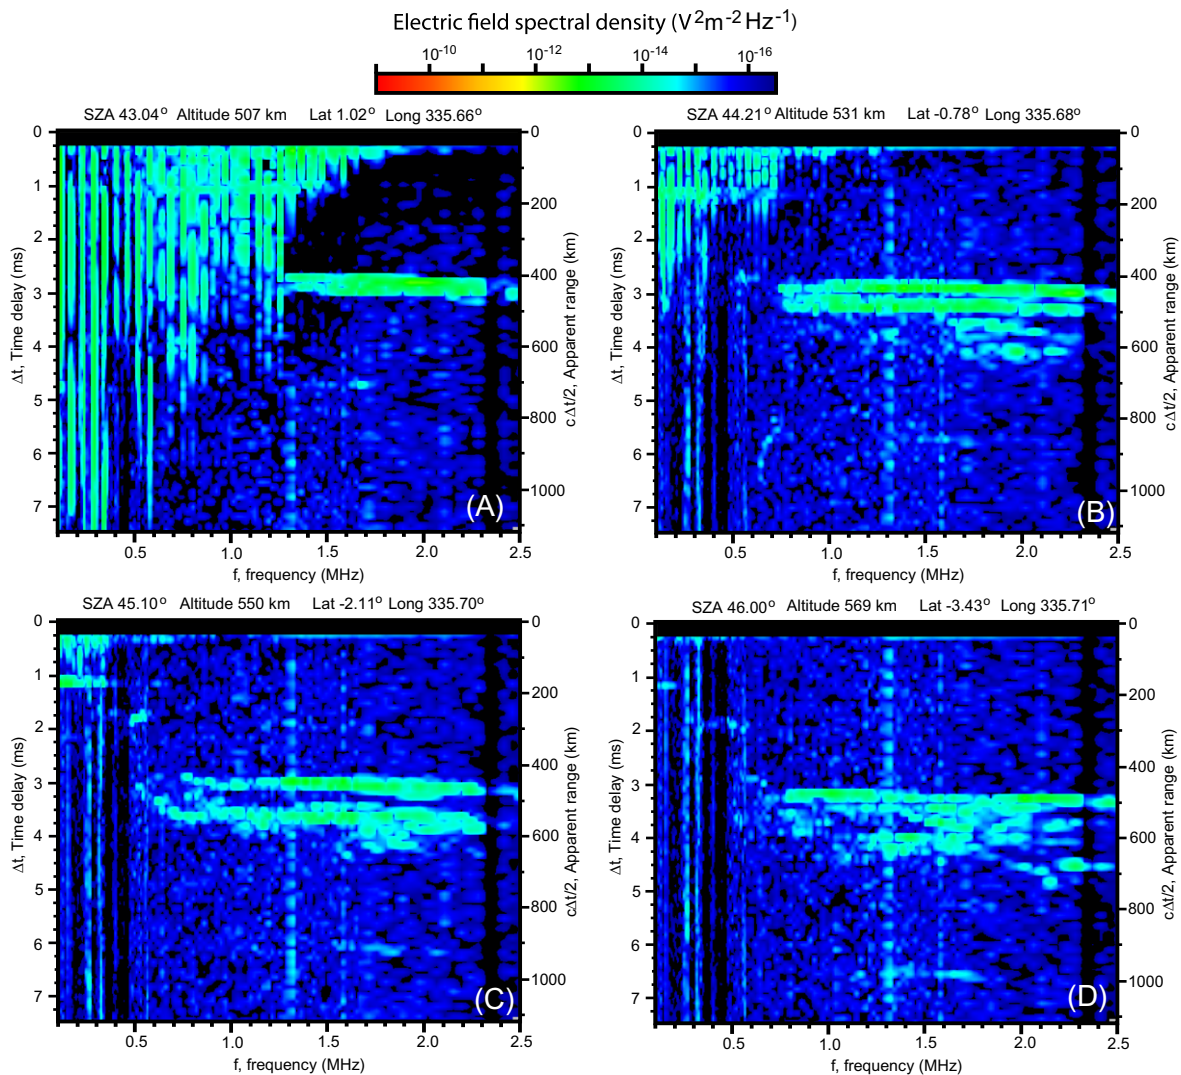 Electric field spectral density (V²m⁻²Hz⁻¹)
10⁻¹⁰ 10⁻¹² 10⁻¹⁴ 10⁻¹⁶
SZA 43.04° Altitude 507 km Lat 1.02° Long 335.66°
0 1 2 3 4 5 6 7
Δt, Time delay (ms)
0 200 400 600 800 1000
cΔt/2, Apparent range (km)
(A)
0.5 1.0 1.5 2.0 2.5
f, frequency (MHz)
SZA 44.21° Altitude 531 km Lat -0.78° Long 335.68°
0 1 2 3 4 5 6 7
Δt, Time delay (ms)
0 200 400 600 800 1000
cΔt/2, Apparent range (km)
(B)
0.5 1.0 1.5 2.0 2.5
f, frequency (MHz)
SZA 45.10° Altitude 550 km Lat -2.11° Long 335.70°
0 1 2 3 4 5 6 7
Δt, Time delay (ms)
0 200 400 600 800 1000
cΔt/2, Apparent range (km)
(C)
0.5 1.0 1.5 2.0 2.5
f, frequency (MHz)
SZA 46.00° Altitude 569 km Lat -3.43° Long 335.71°
0 1 2 3 4 5 6 7
Δt, Time delay (ms)
0 200 400 600 800 1000
cΔt/2, Apparent range (km)
(D)
0.5 1.0 1.5 2.0 2.5
f, frequency (MHz)